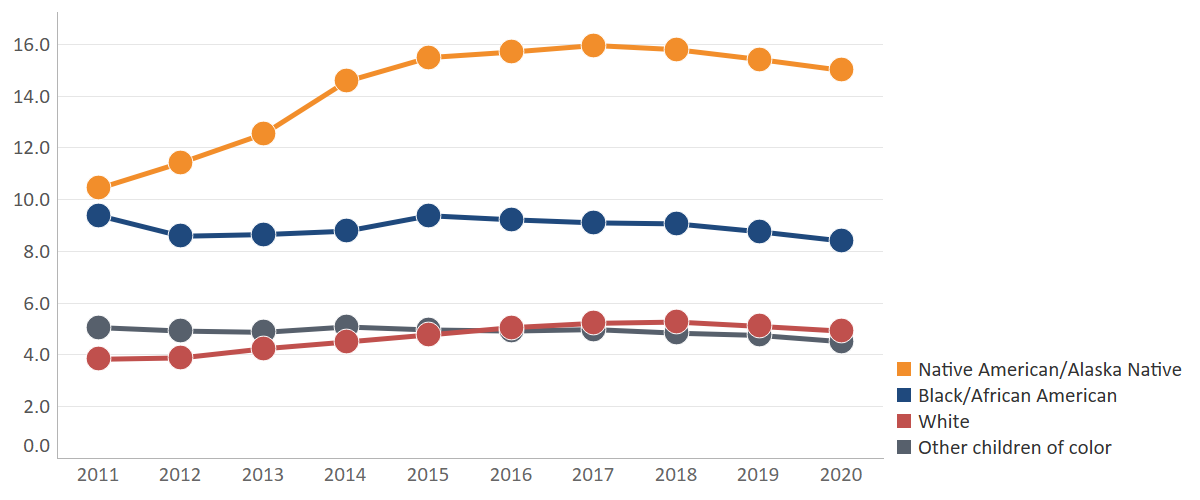 16.0
14.0
12.0
10.0
8.0
6.0
4.0
2.0
0.0
2011 2012 2013 2014 2015 2016 2017 2018 2019 2020
Native American/Alaska Native
Black/African American
White
Other children of color